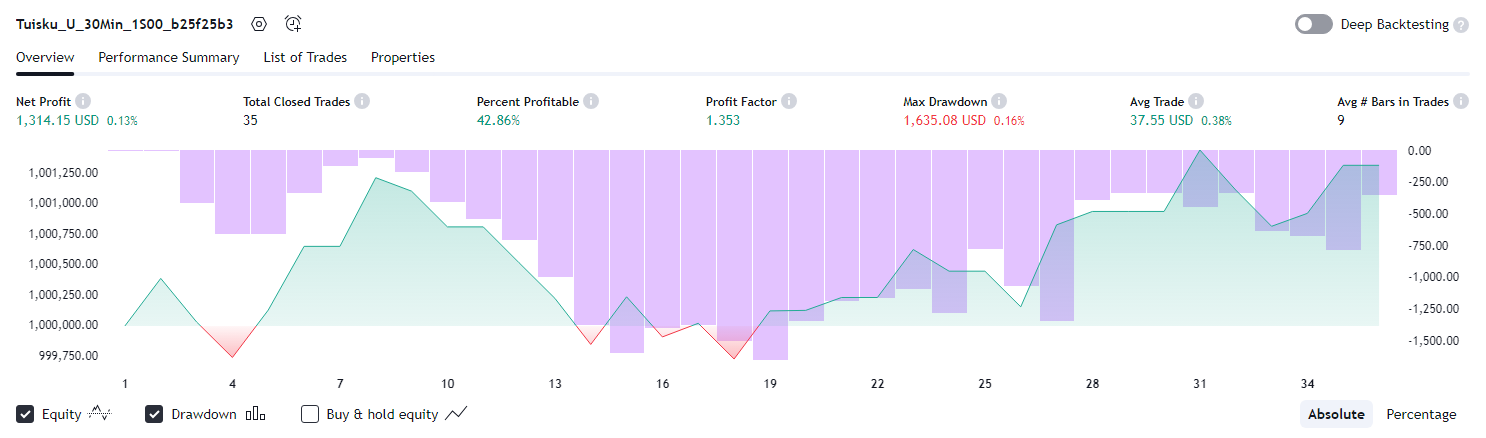 Tuisku_U_30Min_1S00_b25f25b3 Deep Backtesting ?
Overview Performance Summary List of Trades Properties
Net Profit i Total Closed Trades i Percent Profitable i Profit Factor i Max Drawdown i Avg Trade i Avg # Bars in Trades i
1,314.15 USD 0.13% 35 42.86% 1.353 1,635.08 USD 0.16% 37.55 USD 0.38% 9
0.00
1,001,250.00 -250.00
1,001,000.00 -500.00
1,000,750.00 -750.00
1,000,500.00 -1,000.00
1,000,250.00 -1,250.00
1,000,000.00 -1,500.00
999,750.00
1 4 7 10 13 16 19 22 25 28 31 34
Equity Drawdown Buy & hold equity Absolute Percentage